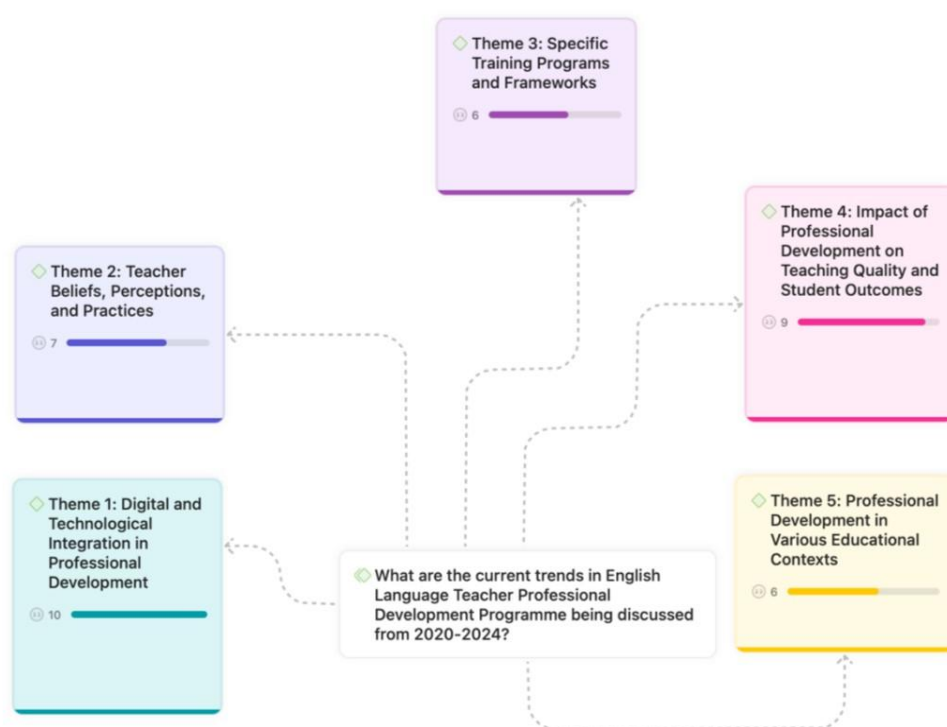 Theme 3: Specific
Training Programs
and Frameworks
6
Theme 4: Impact of
Professional
Development on
Teaching Quality and
Student Outcomes
9
Theme 2: Teacher
Beliefs, Perceptions,
and Practices
7
Theme 1: Digital and
Technological
Integration in
Professional
Development
10
Theme 5: Professional
Development in
Various Educational
Contexts
6
What are the current trends in English
Language Teacher Professional
Development Programme being discussed
from 2020-2024?